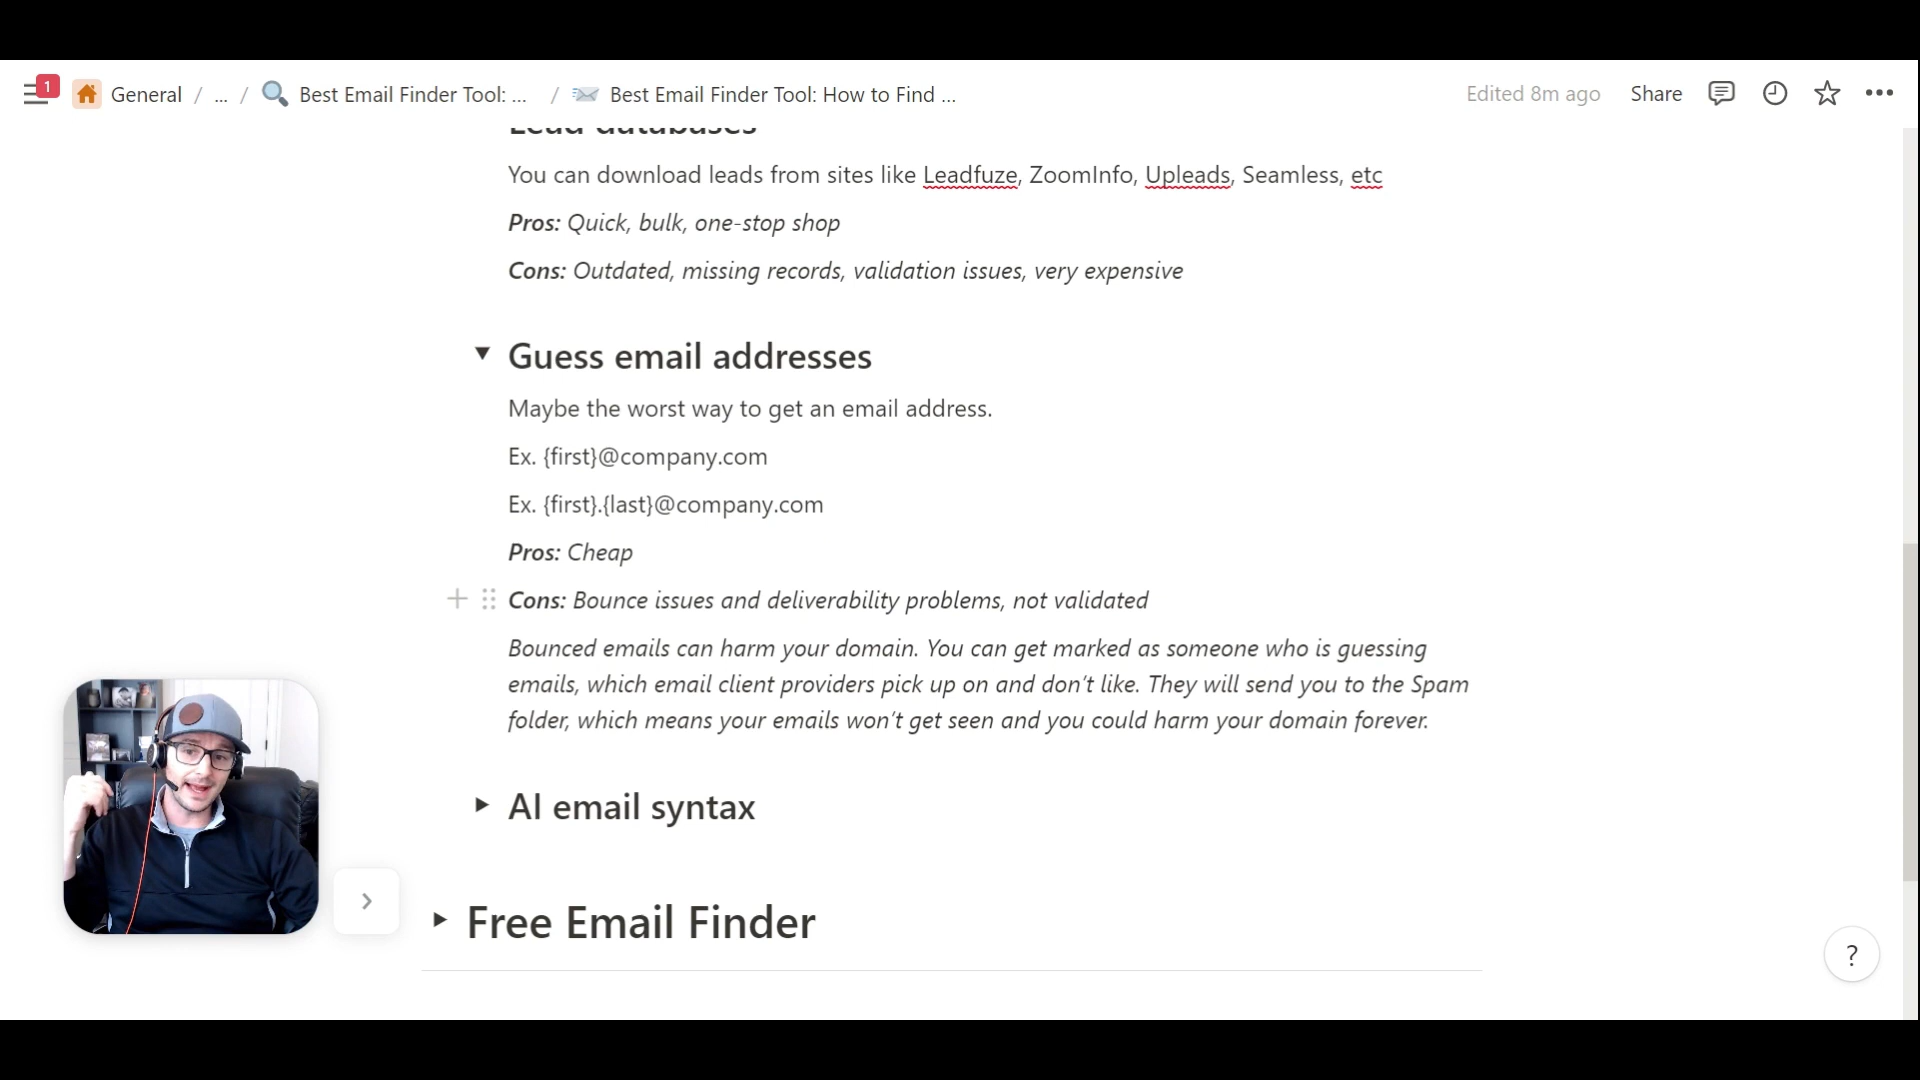 1
General / ... / Best Email Finder Tool: ... / Best Email Finder Tool: How to Find ...
Edited 8m ago Share
Lead databases
You can download leads from sites like Leadfuze, ZoomInfo, Upleads, Seamless, etc
Pros: Quick, bulk, one-stop shop
Cons: Outdated, missing records, validation issues, very expensive
Guess email addresses
Maybe the worst way to get an email address.
Ex. {first}@company.com
Ex. {first}.{last}@company.com
Pros: Cheap
Cons: Bounce issues and deliverability problems, not validated
Bounced emails can harm your domain. You can get marked as someone who is guessing
emails, which email client providers pick up on and don’t like. They will send you to the Spam
folder, which means your emails won’t get seen and you could harm your domain forever.
AI email syntax
Free Email Finder
?